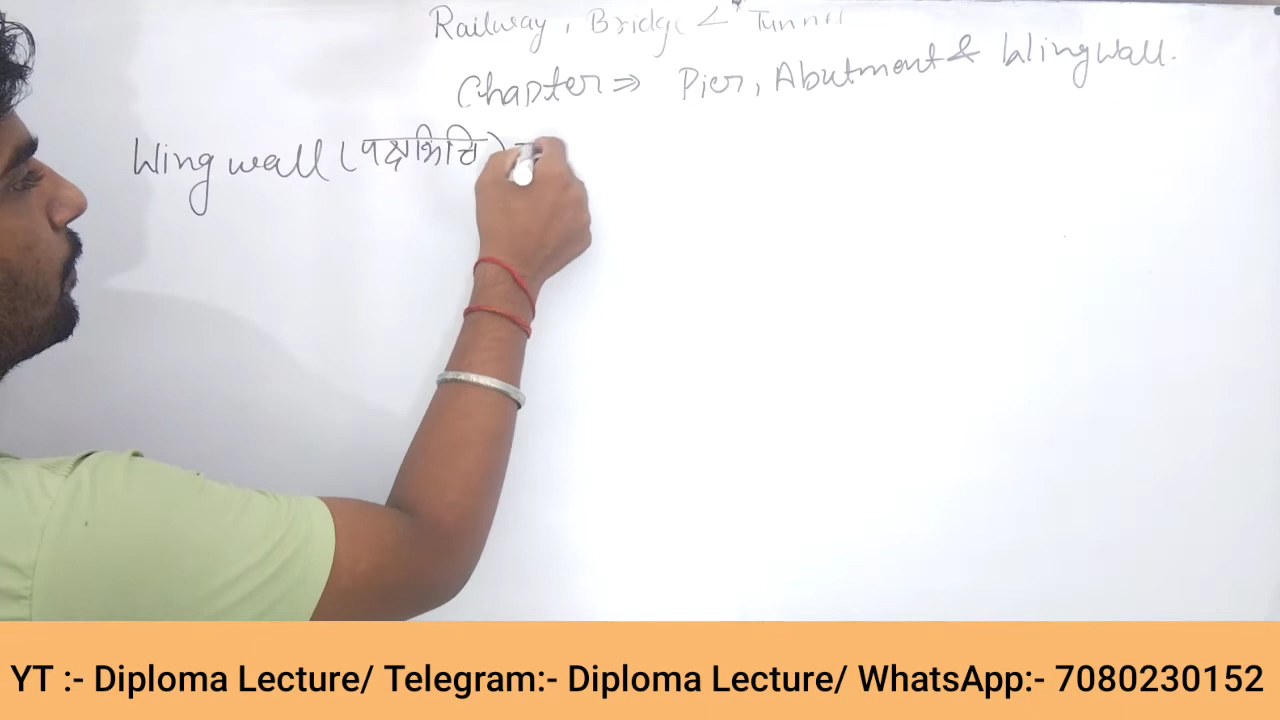 Railway, Bridge & Tunnel
Chapter ⇒ Pier, Abutment & Wingwall.
Wing wall (पक्षभित्ति)
YT :- Diploma Lecture/ Telegram:- Diploma Lecture/ WhatsApp:- 7080230152